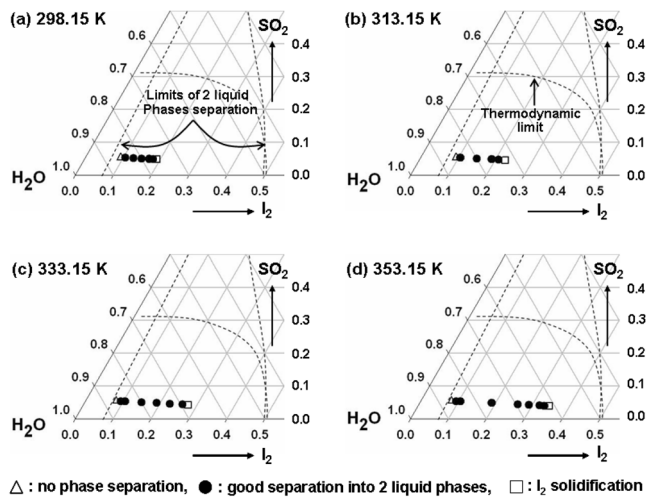 (a) 298.15 K
SO2
0.6
0.7
0.8
0.9
1.0
Limits of 2 liquid
Phases separation
0.4
0.3
0.2
0.1
0.0
H2O
0.0 0.1 0.2 0.3 0.4 0.5
I2
(b) 313.15 K
SO2
0.6
0.7
0.8
0.9
1.0
Thermodynamic
limit
0.4
0.3
0.2
0.1
0.0
H2O
0.0 0.1 0.2 0.3 0.4 0.5
I2
(c) 333.15 K
SO2
0.6
0.7
0.8
0.9
1.0
0.4
0.3
0.2
0.1
0.0
H2O
0.0 0.1 0.2 0.3 0.4 0.5
I2
(d) 353.15 K
SO2
0.6
0.7
0.8
0.9
1.0
0.4
0.3
0.2
0.1
0.0
H2O
0.0 0.1 0.2 0.3 0.4 0.5
I2
△ : no phase separation, ● : good separation into 2 liquid phases, □ : I2 solidification